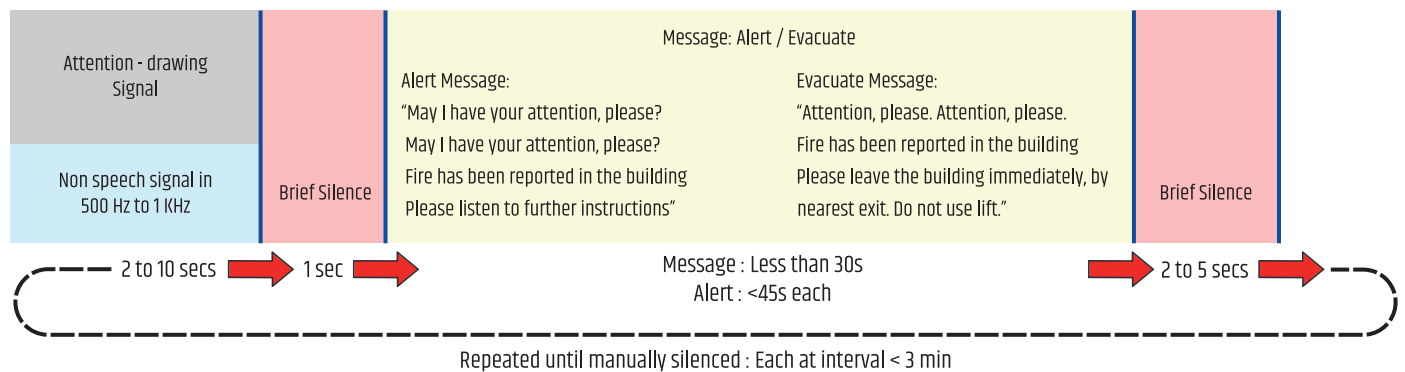 Attention - drawing
Signal
Non speech signal in
500 Hz to 1 KHz
Brief Silence
Message: Alert / Evacuate
Alert Message:
“May I have your attention, please?
May I have your attention, please?
Fire has been reported in the building
Please listen to further instructions”
Evacuate Message:
“Attention, please. Attention, please.
Fire has been reported in the building
Please leave the building immediately, by
nearest exit. Do not use lift.”
Brief Silence
2 to 10 secs
1 sec
Message : Less than 30s
Alert : <45s each
2 to 5 secs
Repeated until manually silenced : Each at interval < 3 min